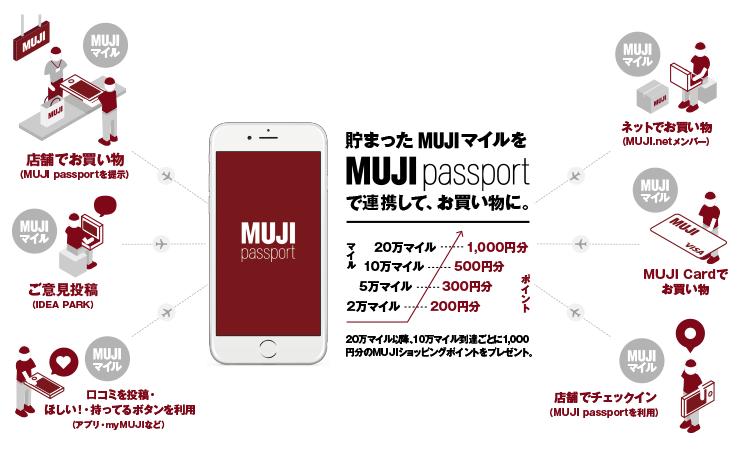 MUJI
MUJI
マイル
MUJI
店舗でお買い物
(MUJI passportを提示)
MUJI
マイル
ご意見投稿
(IDEA PARK)
MUJI
マイル
口コミを投稿・
ほしい!・持ってるボタンを利用
(アプリ・myMUJIなど)
MUJI
passport
貯まったMUJIマイルを
MUJI passport
で連携して、お買い物に。
マイル
20万マイル ······ 1,000円分
10万マイル ······ 500円分
5万マイル ······ 300円分
2万マイル ······ 200円分
ポイント
20万マイル以降、10万マイル到達ごとに1,000
円分のMUJIショッピングポイントをプレゼント。
MUJI
マイル
MUJI
ネットでお買い物
(MUJI.netメンバー)
MUJI
マイル
MUJI
VISA
MUJI Cardで
お買い物
MUJI
マイル
店舗でチェックイン
(MUJI passportを利用)